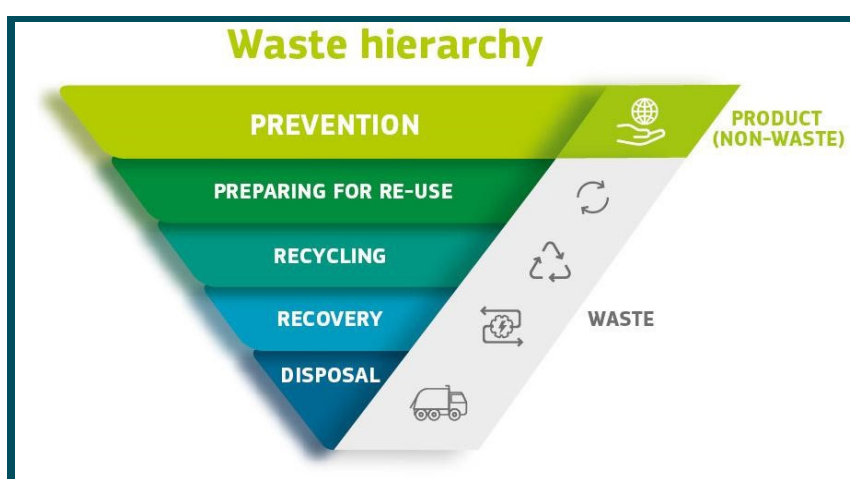 Waste hierarchy
PREVENTION
PRODUCT
(NON-WASTE)
PREPARING FOR RE-USE
RECYCLING
RECOVERY
WASTE
DISPOSAL